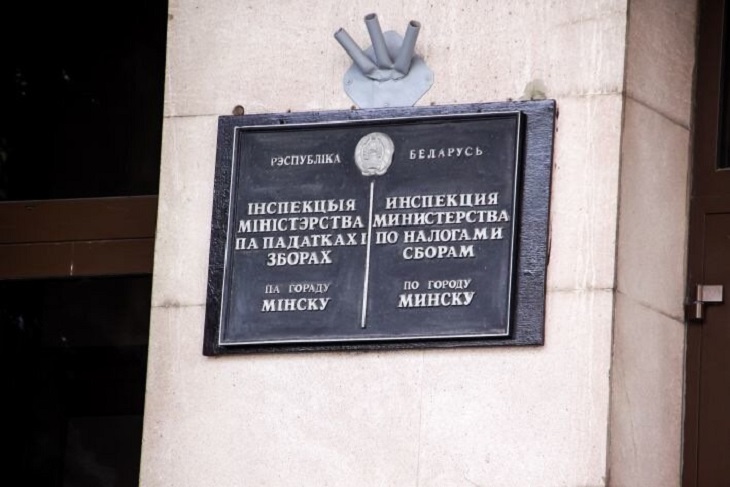 РЭСПУБЛІКА БЕЛАРУСЬ
ІНСПЕКЦЫЯ
МІНІСТЭРСТВА
ПА ПАДАТКАХ І
ЗБОРАХ
ПА ГОРАДУ
МІНСКУ
ИНСПЕКЦИЯ
МИНИСТЕРСТВА
ПО НАЛОГАМ И
СБОРАМ
ПО ГОРОДУ
МИНСКУ